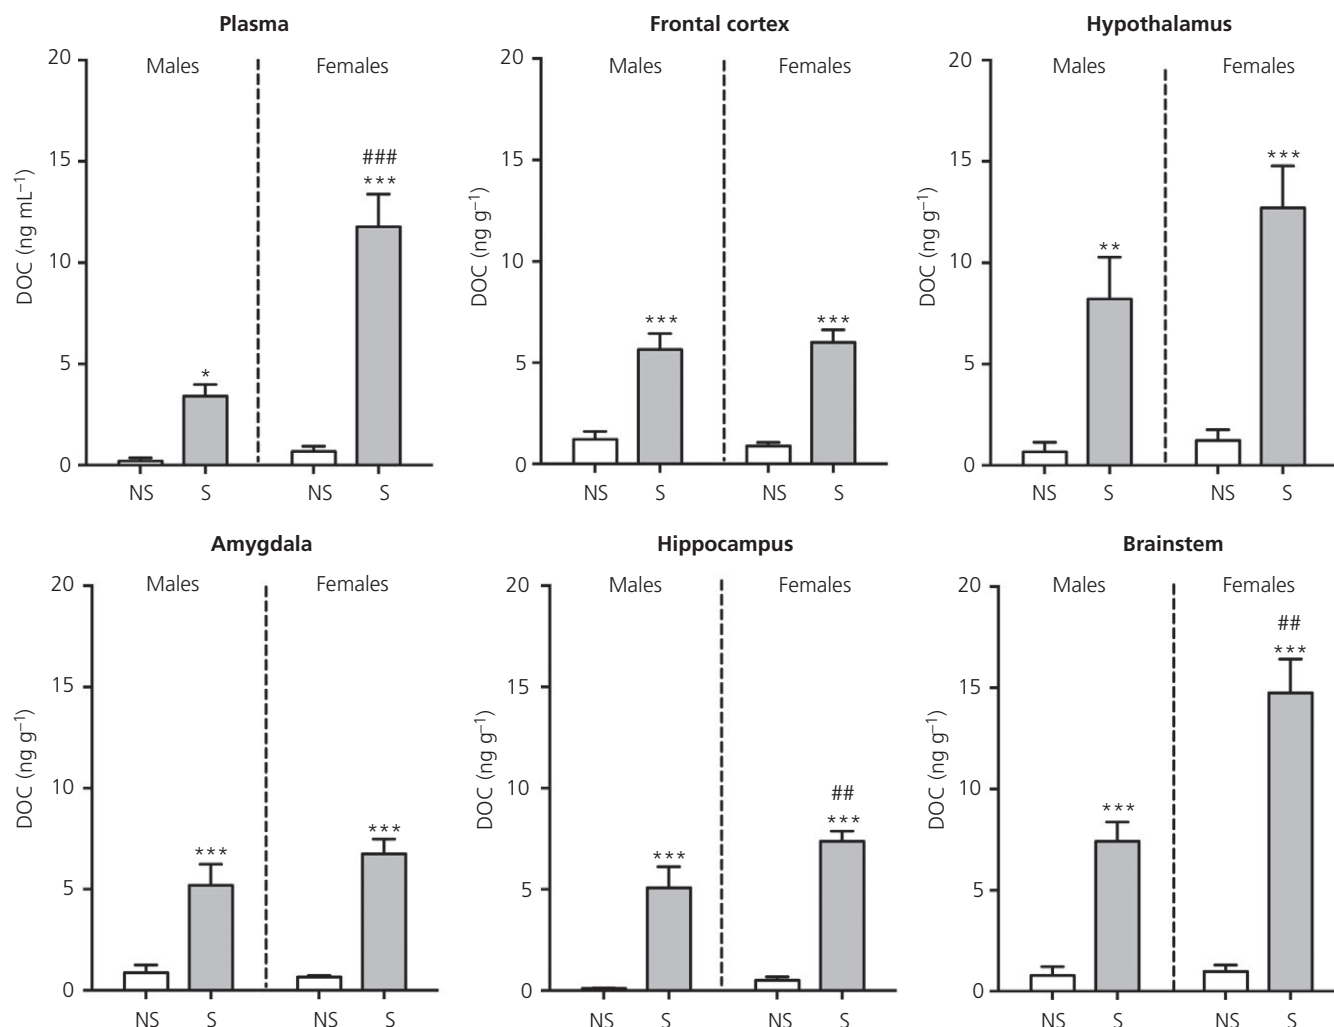 Plasma
Males Females
DOC (ng mL⁻¹)
20
15
10
5
0
*
###
***
NS S NS S
Frontal cortex
Males Females
DOC (ng g⁻¹)
20
15
10
5
0
***
***
NS S NS S
Hypothalamus
Males Females
DOC (ng g⁻¹)
20
15
10
5
0
**
***
NS S NS S
Amygdala
Males Females
DOC (ng g⁻¹)
20
15
10
5
0
***
***
NS S NS S
Hippocampus
Males Females
DOC (ng g⁻¹)
20
15
10
5
0
***
##
***
NS S NS S
Brainstem
Males Females
DOC (ng g⁻¹)
20
15
10
5
0
***
##
***
NS S NS S